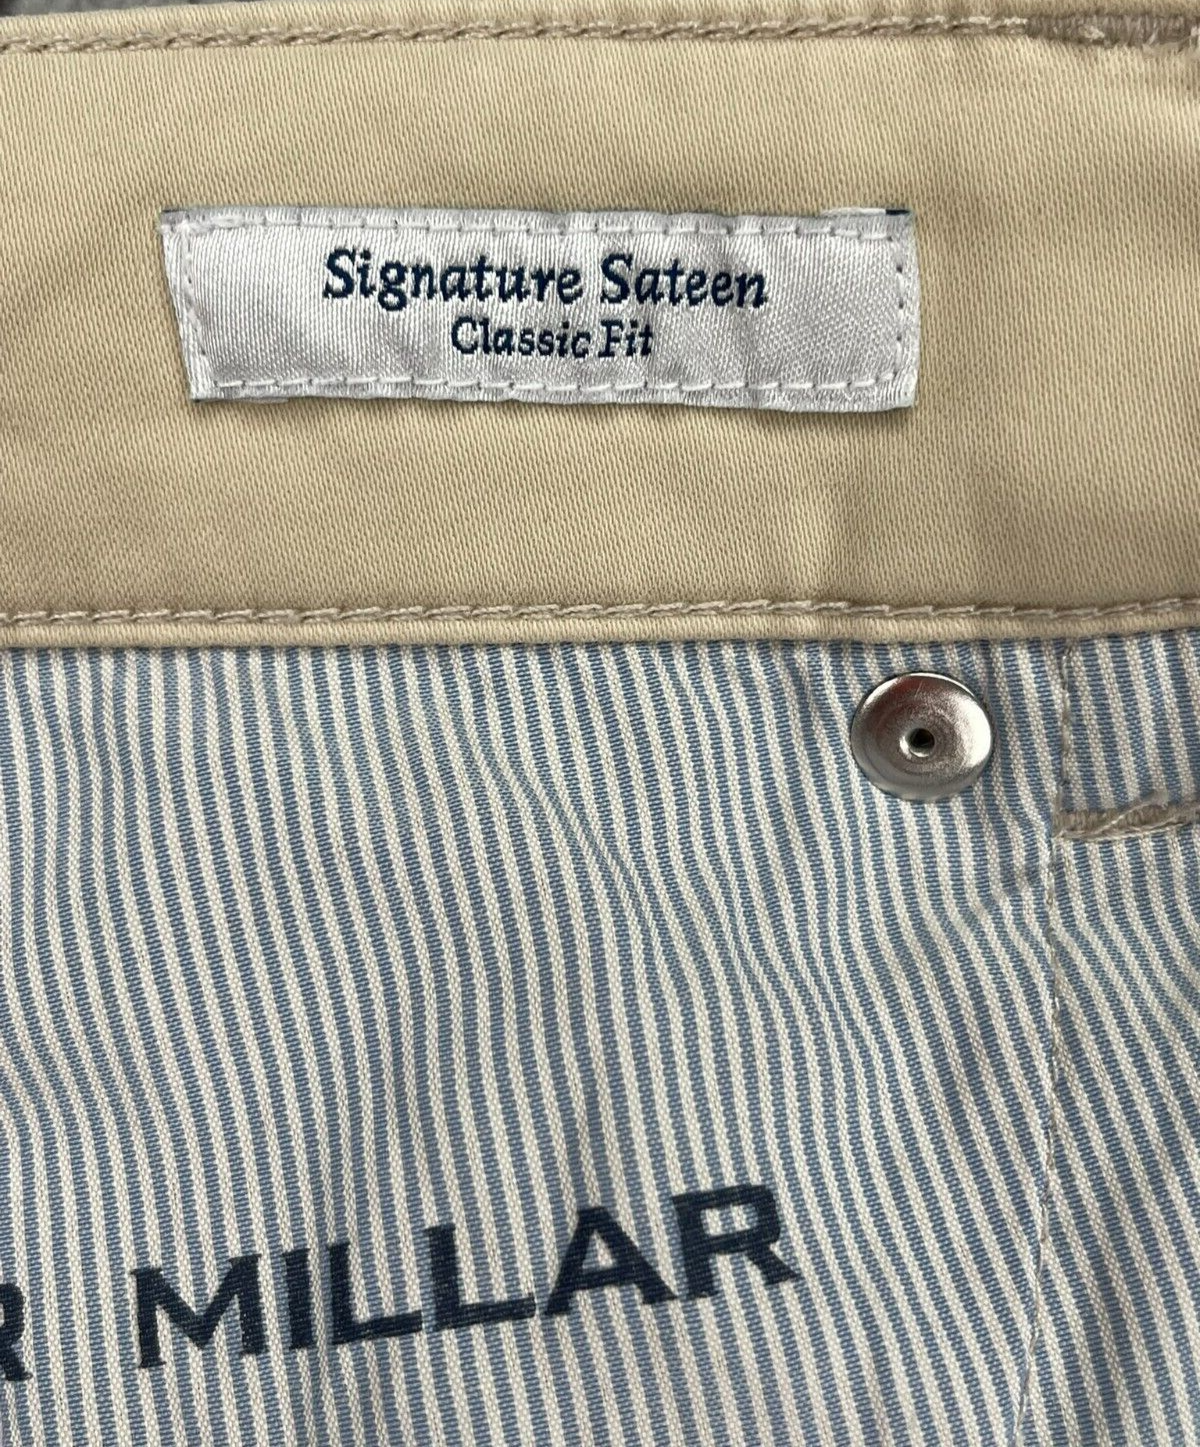 Signature Sateen
Classic Fit
R MILLAR